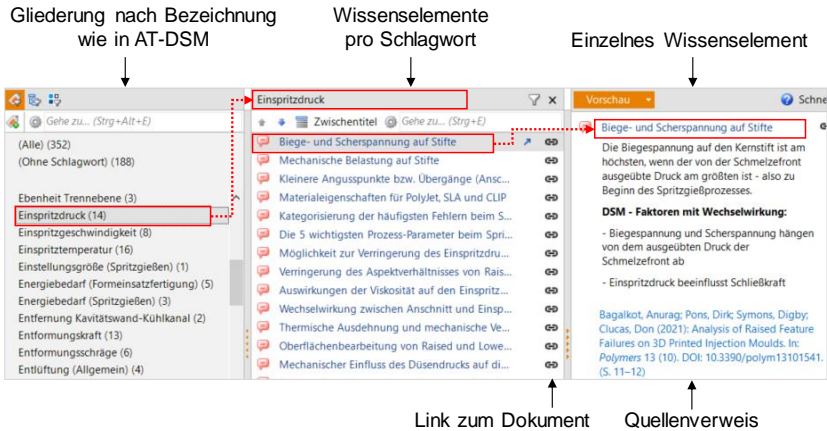 Gliederung nach Bezeichnung
wie in AT-DSM
Wissenselemente
pro Schlagwort
Einzelnes Wissenselement
Gehe zu... (Strg+Alt+E)
(Alle) (352)
(Ohne Schlagwort) (188)
Ebenheit Trennebene (3)
Einspritzdruck (14)
Einspritzgeschwindigkeit (8)
Einspritztemperatur (16)
Einstellungsgröße (Spritzgießen) (1)
Energiebedarf (Formeinsatzfertigung) (5)
Energiebedarf (Spritzgießen) (3)
Entfernung Kavitätswand-Kühlkanal (2)
Entformungskraft (13)
Entformungsschräge (6)
Entlüftung (Allgemein) (4)
Einspritzdruck
Zwischentitel Gehe zu... (Strg+E)
Biege- und Scherspannung auf Stifte
Mechanische Belastung auf Stifte
Kleinere Angusspunkte bzw. Übergänge (Ansc...
Materialeigenschaften für PolyJet, SLA und CLIP
Kategorisierung der häufigsten Fehlern beim S...
Die 5 wichtigsten Prozess-Parameter beim Spri...
Möglichkeit zur Verringerung des Einspritzdru...
Verringerung des Aspektverhältnisses von Rais...
Auswirkungen der Viskosität auf den Einspritz...
Wechselwirkung zwischen Anschnitt und Einsp...
Thermische Ausdehnung und mechanische Ve...
Oberflächenbearbeitung von Raised und Lowe...
Mechanischer Einfluss des Düsendrucks auf di...
Vorschau
Schne
Biege- und Scherspannung auf Stifte
Die Biegespannung auf den Kernstift ist am
höchsten, wenn der von der Schmelzefront
ausgeübte Druck am größten ist - also zu
Beginn des Spritzgießprozesses.
DSM - Faktoren mit Wechselwirkung:
- Biegespannung und Scherspannung hängen
von dem ausgeübten Druck der
Schmelzefront ab
- Einspritzdruck beeinflusst Schließkraft
Bagalkot, Anurag; Pons, Dirk; Symons, Digby;
Clucas, Don (2021): Analysis of Raised Feature
Failures on 3D Printed Injection Moulds. In:
Polymers 13 (10). DOI: 10.3390/polym13101541.
(S. 11–12)
Link zum Dokument
Quellenverweis